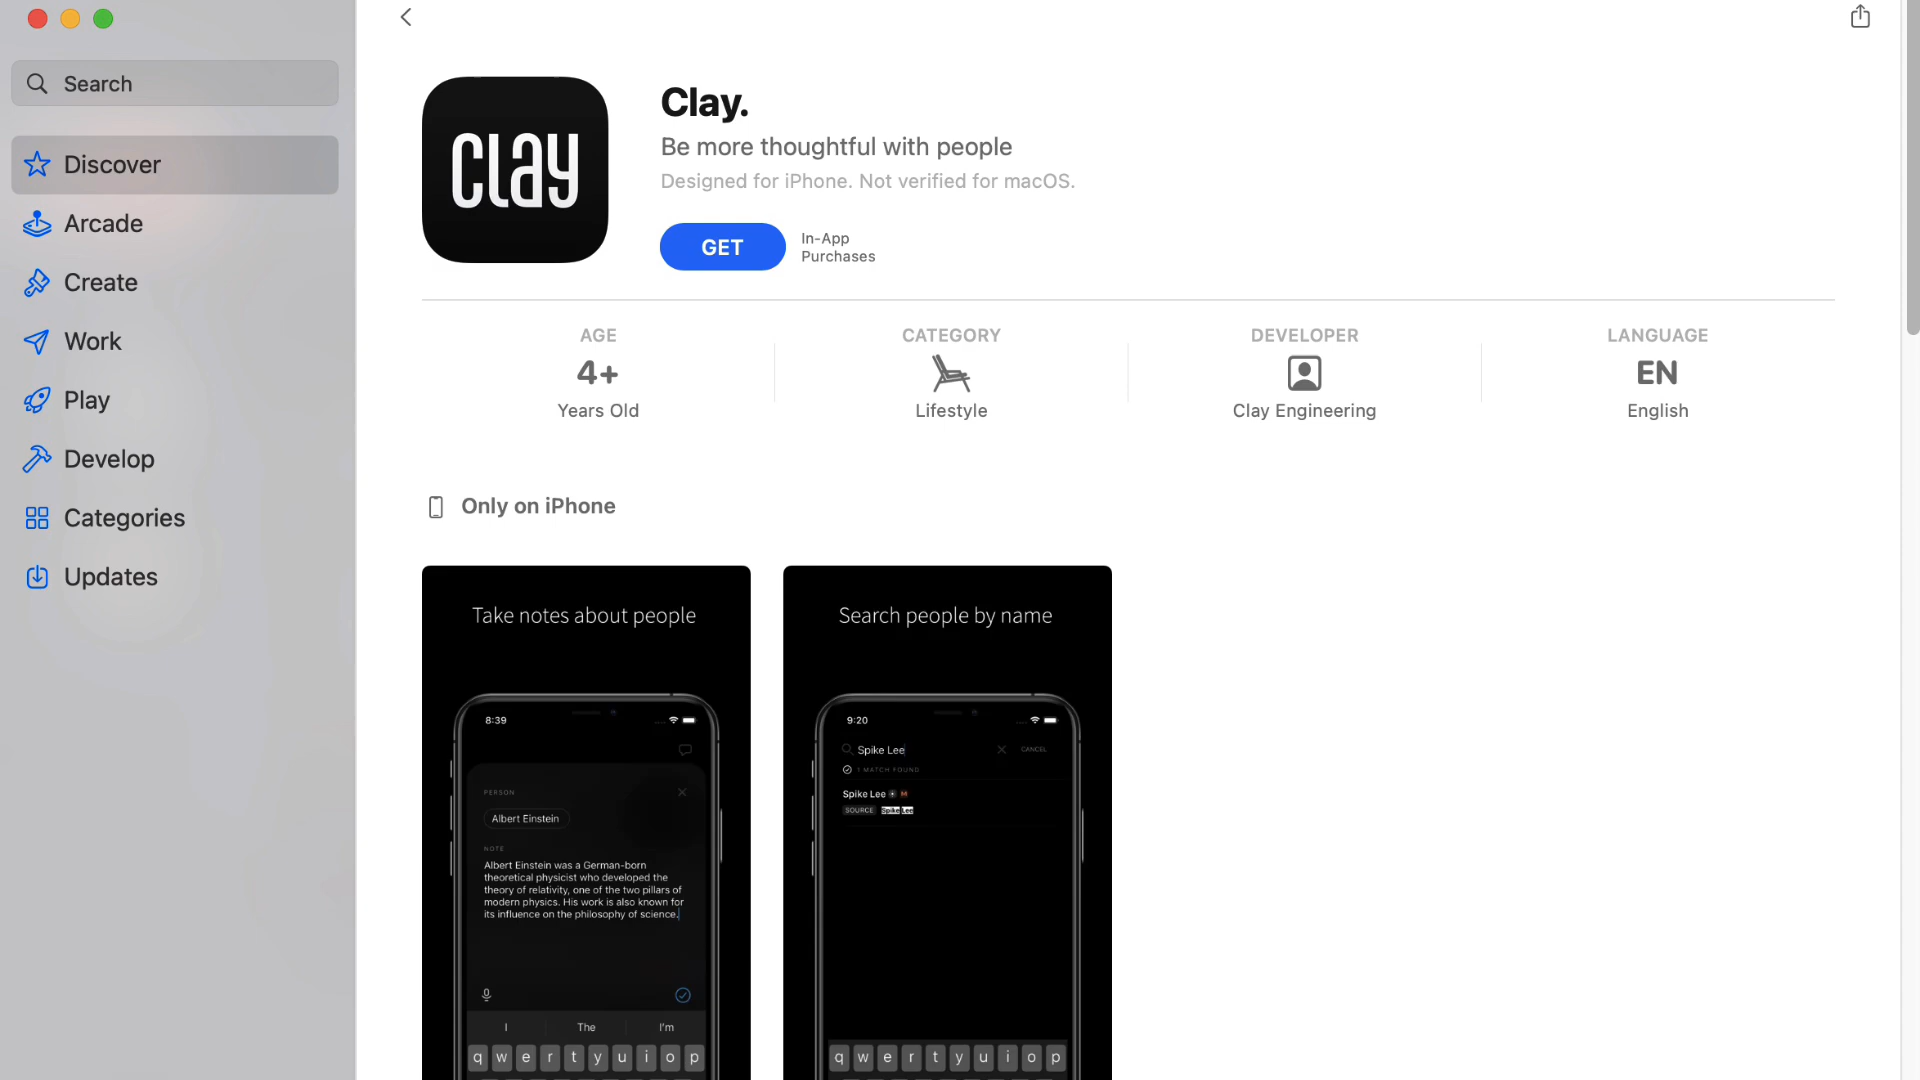 Search
Discover
Arcade
Create
Work
Play
Develop
Categories
Updates
clay
Clay.
Be more thoughtful with people
Designed for iPhone. Not verified for macOS.
GET
In-App
Purchases
AGE
4+
Years Old
CATEGORY
Lifestyle
DEVELOPER
Clay Engineering
LANGUAGE
EN
English
Only on iPhone
Take notes about people
8:39
PERSON
Albert Einstein
NOTE
Albert Einstein was a German-born
theoretical physicist who developed the
theory of relativity, one of the two pillars of
modern physics. His work is also known for
its influence on the philosophy of science.
I The I'm
q w e r t y u i o p
Search people by name
9:20
Spike Lee CANCEL
1 MATCH FOUND
Spike Lee M
SOURCE Spike Lee
q w e r t y u i o p